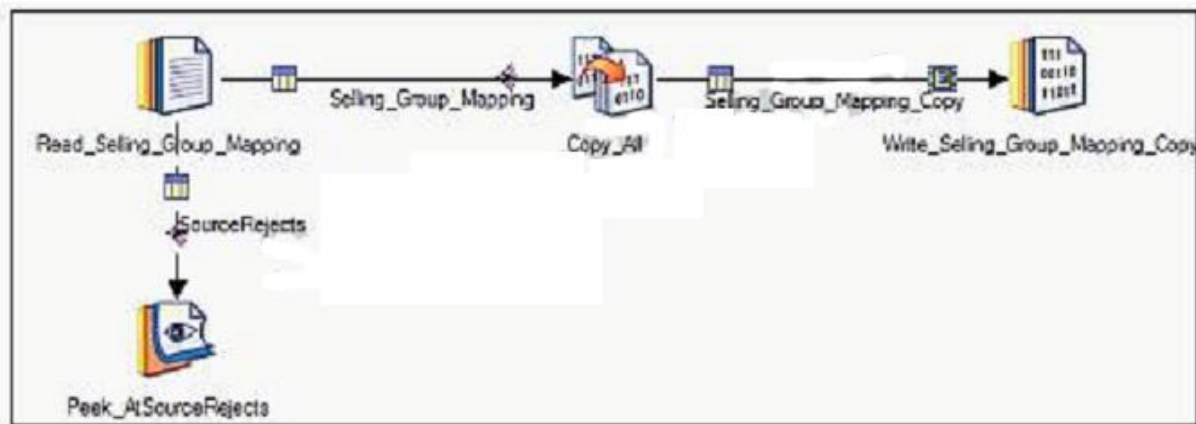 Selling_Group_Mapping
Selling_Group_Mapping_Copy
Read_Selling_Group_Mapping
Copy_All
Write_Selling_Group_Mapping_Copy
SourceRejects
Peek_AtSourceRejects